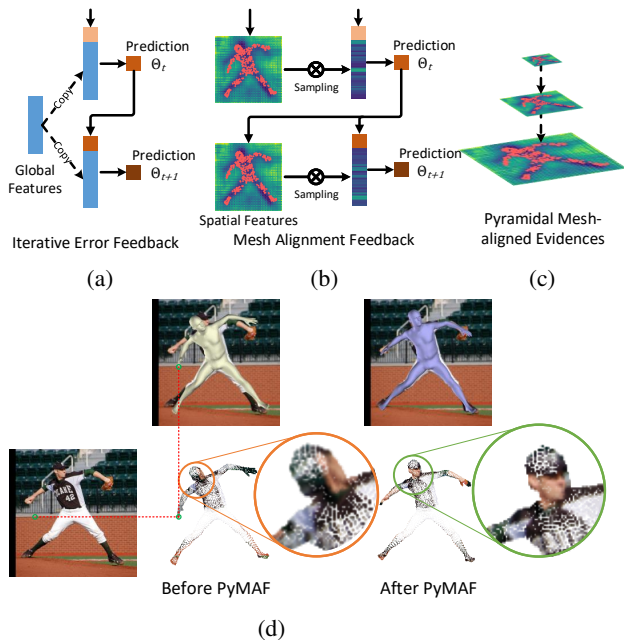 Prediction
Θt
Copy
Copy
Global
Features
Prediction
Θt+1
Iterative Error Feedback
(a)
Prediction
Θt
Sampling
Prediction
Θt+1
Sampling
Spatial Features
Mesh Alignment Feedback
(b)
Pyramidal Mesh-
aligned Evidences
(c)
42
Before PyMAF
After PyMAF
(d)